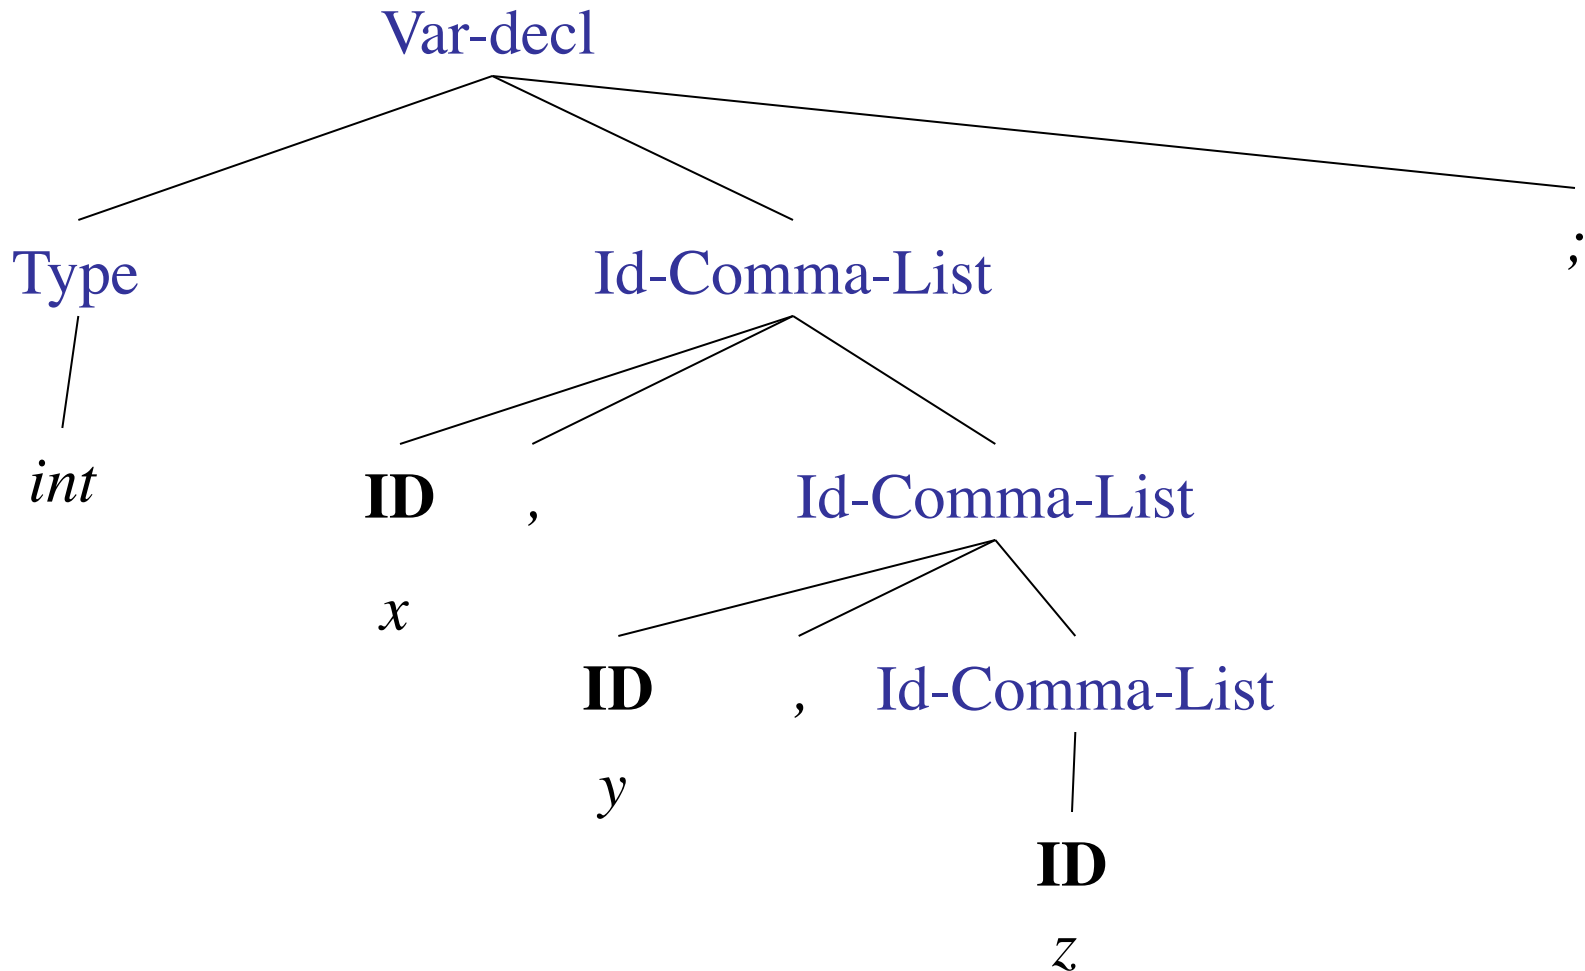 Var-decl
Type Id-Comma-List ;
int ID , Id-Comma-List
x
ID , Id-Comma-List
y
ID
z